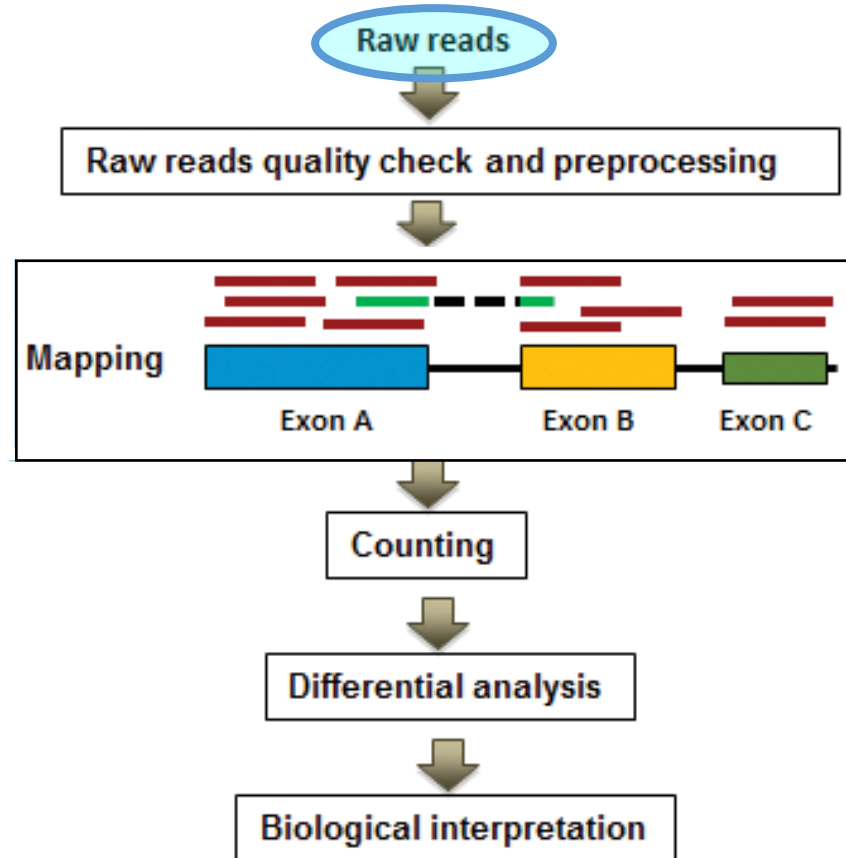 Raw reads
Raw reads quality check and preprocessing
Mapping
Exon A
Exon B
Exon C
Counting
Differential analysis
Biological interpretation